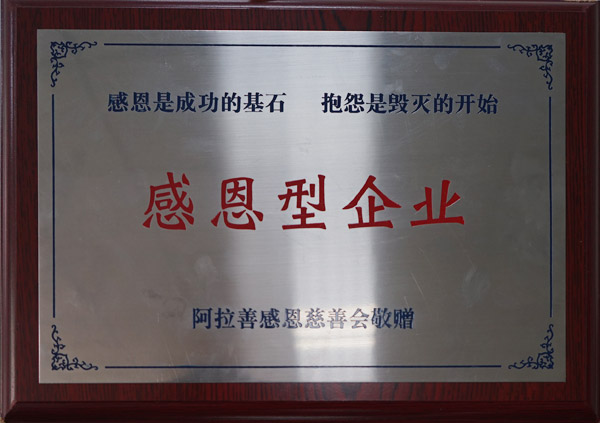 感恩是成功的基石 抱怨是毁灭的开始
感恩型企业
阿拉善感恩慈善会敬赠